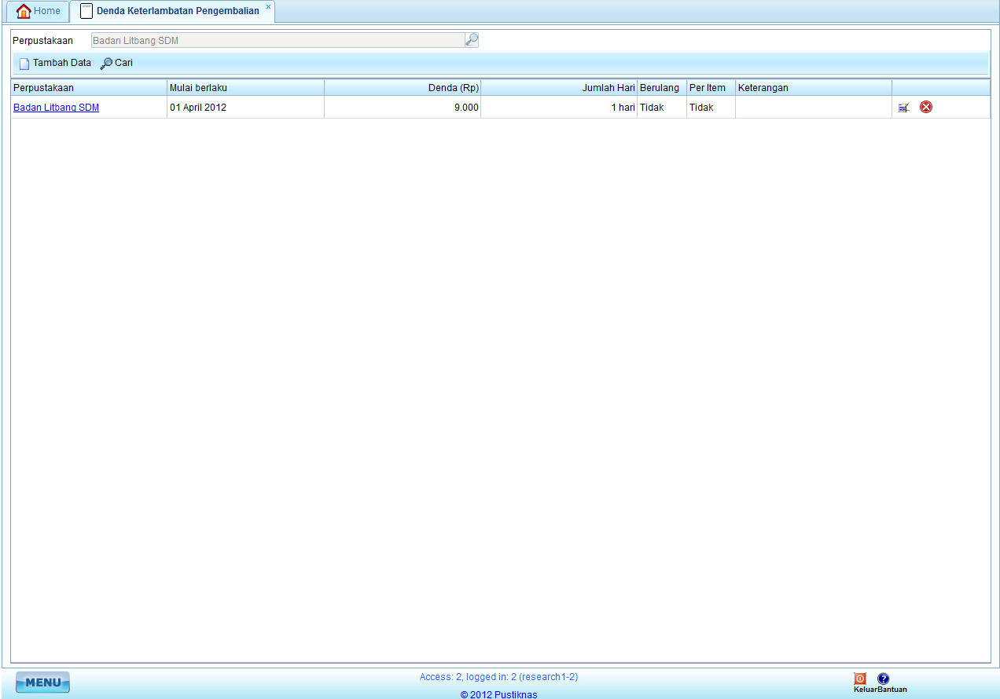 Home Denda Keterlambatan Pengembalian
Perpustakaan Badan Litbang SDM
Tambah Data Cari
Perpustakaan Mulai berlaku Denda (Rp) Jumlah Hari Berulang Per Item Keterangan
Badan Litbang SDM 01 April 2012 9.000 1 hari Tidak Tidak
MENU Access: 2, logged in: 2 (research1-2)
KeluarBantuan
© 2012 Pustiknas